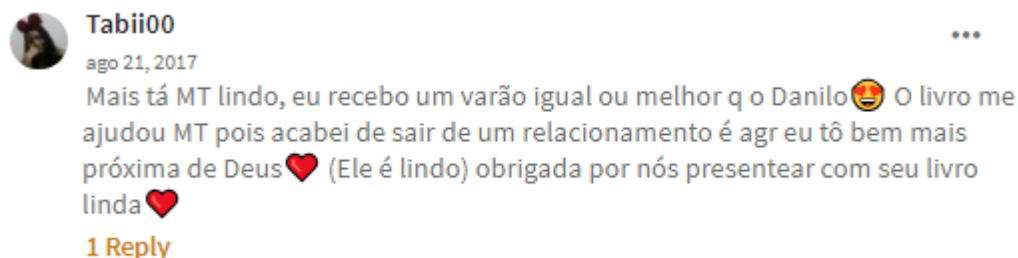 Tabii00
ago 21, 2017
Mais tá MT lindo, eu recebo um varão igual ou melhor q o Danilo😍 O livro me
ajudou MT pois acabei de sair de um relacionamento é agr eu tô bem mais
próxima de Deus❤ (Ele é lindo) obrigada por nós presentear com seu livro
linda❤
1 Reply